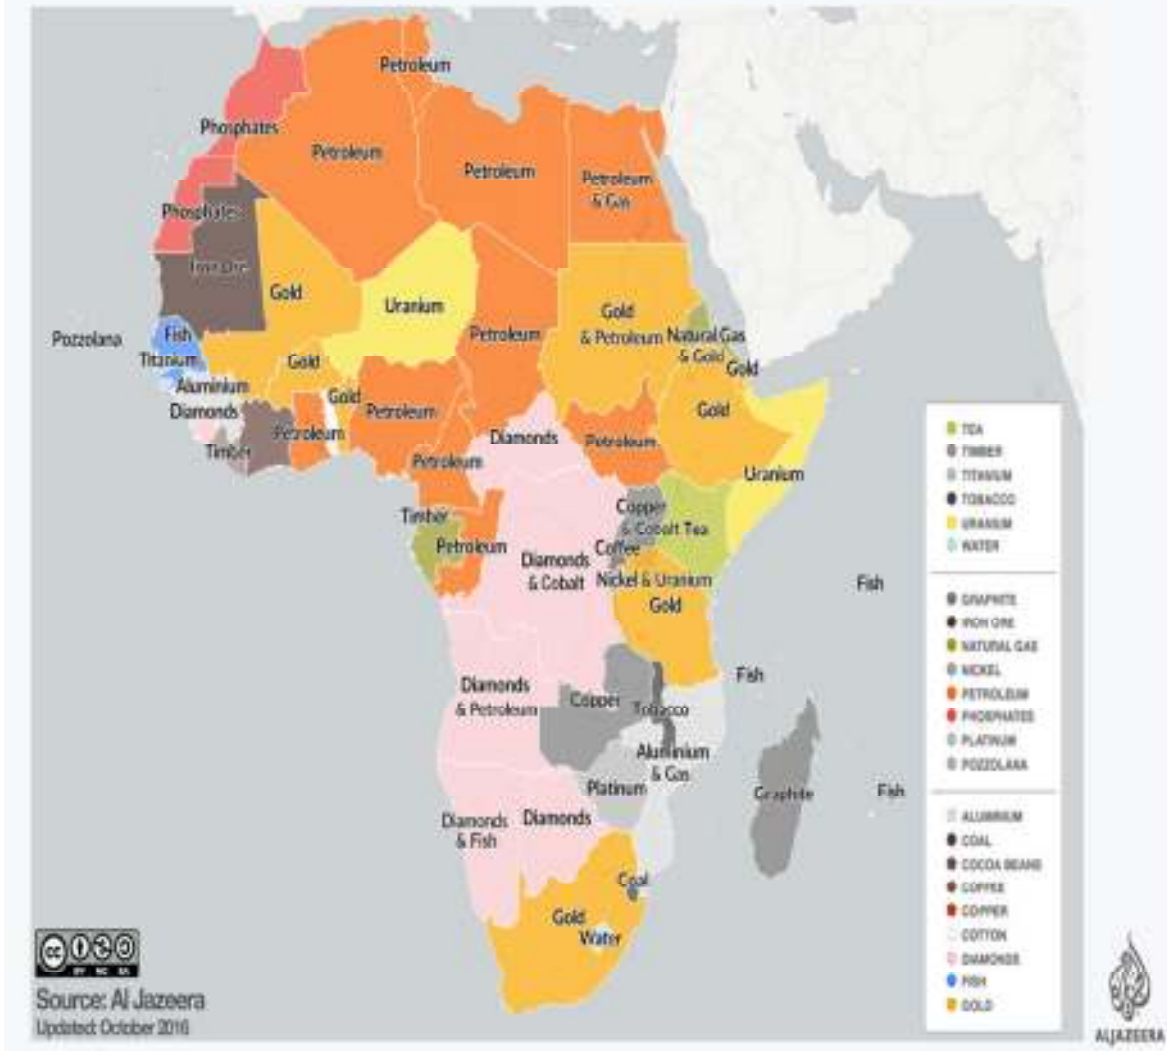 Petroleum
Phosphates
Petroleum
Petroleum
Petroleum
& Gas
Phosphates
Iron Ore
Gold
Uranium
Gold
& Petroleum
Natural Gas
& Gold
Petroleum
Pozzolana
Fish
Titanium
Gold
Gold
Aluminium
Gold
Petroleum
Gold
Diamonds
Petroleum
Diamonds
Petroleum
Timber
Petroleum
Uranium
Copper
& Cobalt
Tea
Timber
Petroleum
Coffee
Diamonds
& Cobalt
Nickel & Uranium
Gold
Fish
Fish
Diamonds
& Petroleum
Copper
Tobacco
Aluminium
& Gas
Platinum
Graphite
Fish
Diamonds
& Fish
Diamonds
Coal
Gold
Water
TEA
TIMBER
TITANIUM
TOBACCO
URANIUM
WATER
GRAPHITE
IRON ORE
NATURAL GAS
NICKEL
PETROLEUM
PHOSPHATES
PLATINUM
POZZOLANA
ALUMINIUM
COAL
COCOA BEANS
COFFEE
COPPER
COTTON
DIAMONDS
FISH
GOLD
cc
BY NC SA
Source: Al Jazeera
Updated: October 2016
ALJAZEERA